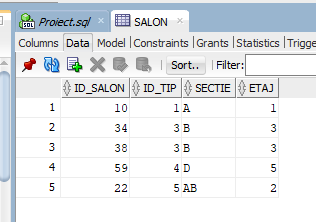 Project.sql SALON
Columns Data Model Constraints Grants Statistics Trigge
Sort.. Filter:
ID_SALON ID_TIP SECTIE ETAJ
1 10 1 A 1
2 34 3 B 3
3 38 3 B 3
4 59 4 D 5
5 22 5 AB 2